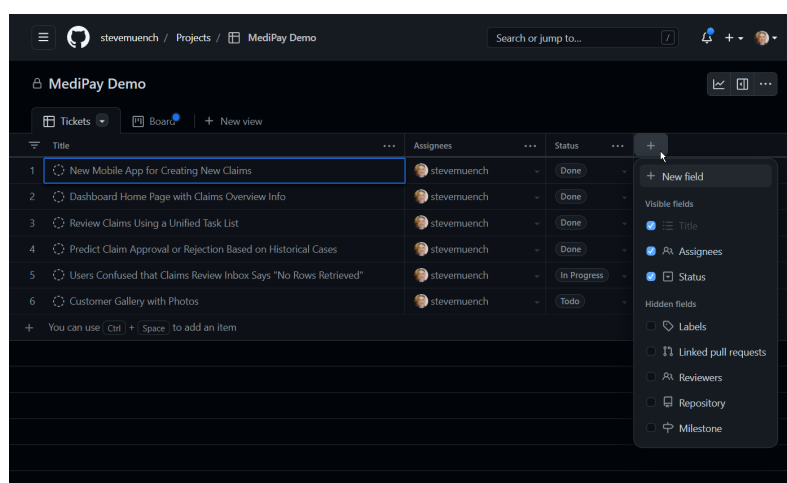 stevemuench / Projects / MediPay Demo
Search or jump to... /
MediPay Demo
Tickets
Board
+ New view
Title ... Assignees ... Status ... +
1 New Mobile App for Creating New Claims stevemuench Done
2 Dashboard Home Page with Claims Overview Info stevemuench Done
3 Review Claims Using a Unified Task List stevemuench Done
4 Predict Claim Approval or Rejection Based on Historical Cases stevemuench Done
5 Users Confused that Claims Review Inbox Says "No Rows Retrieved" stevemuench In Progress
6 Customer Gallery with Photos stevemuench Todo
+ You can use Ctrl + Space to add an item
+ New field
Visible fields
Title
Assignees
Status
Hidden fields
Labels
Linked pull requests
Reviewers
Repository
Milestone